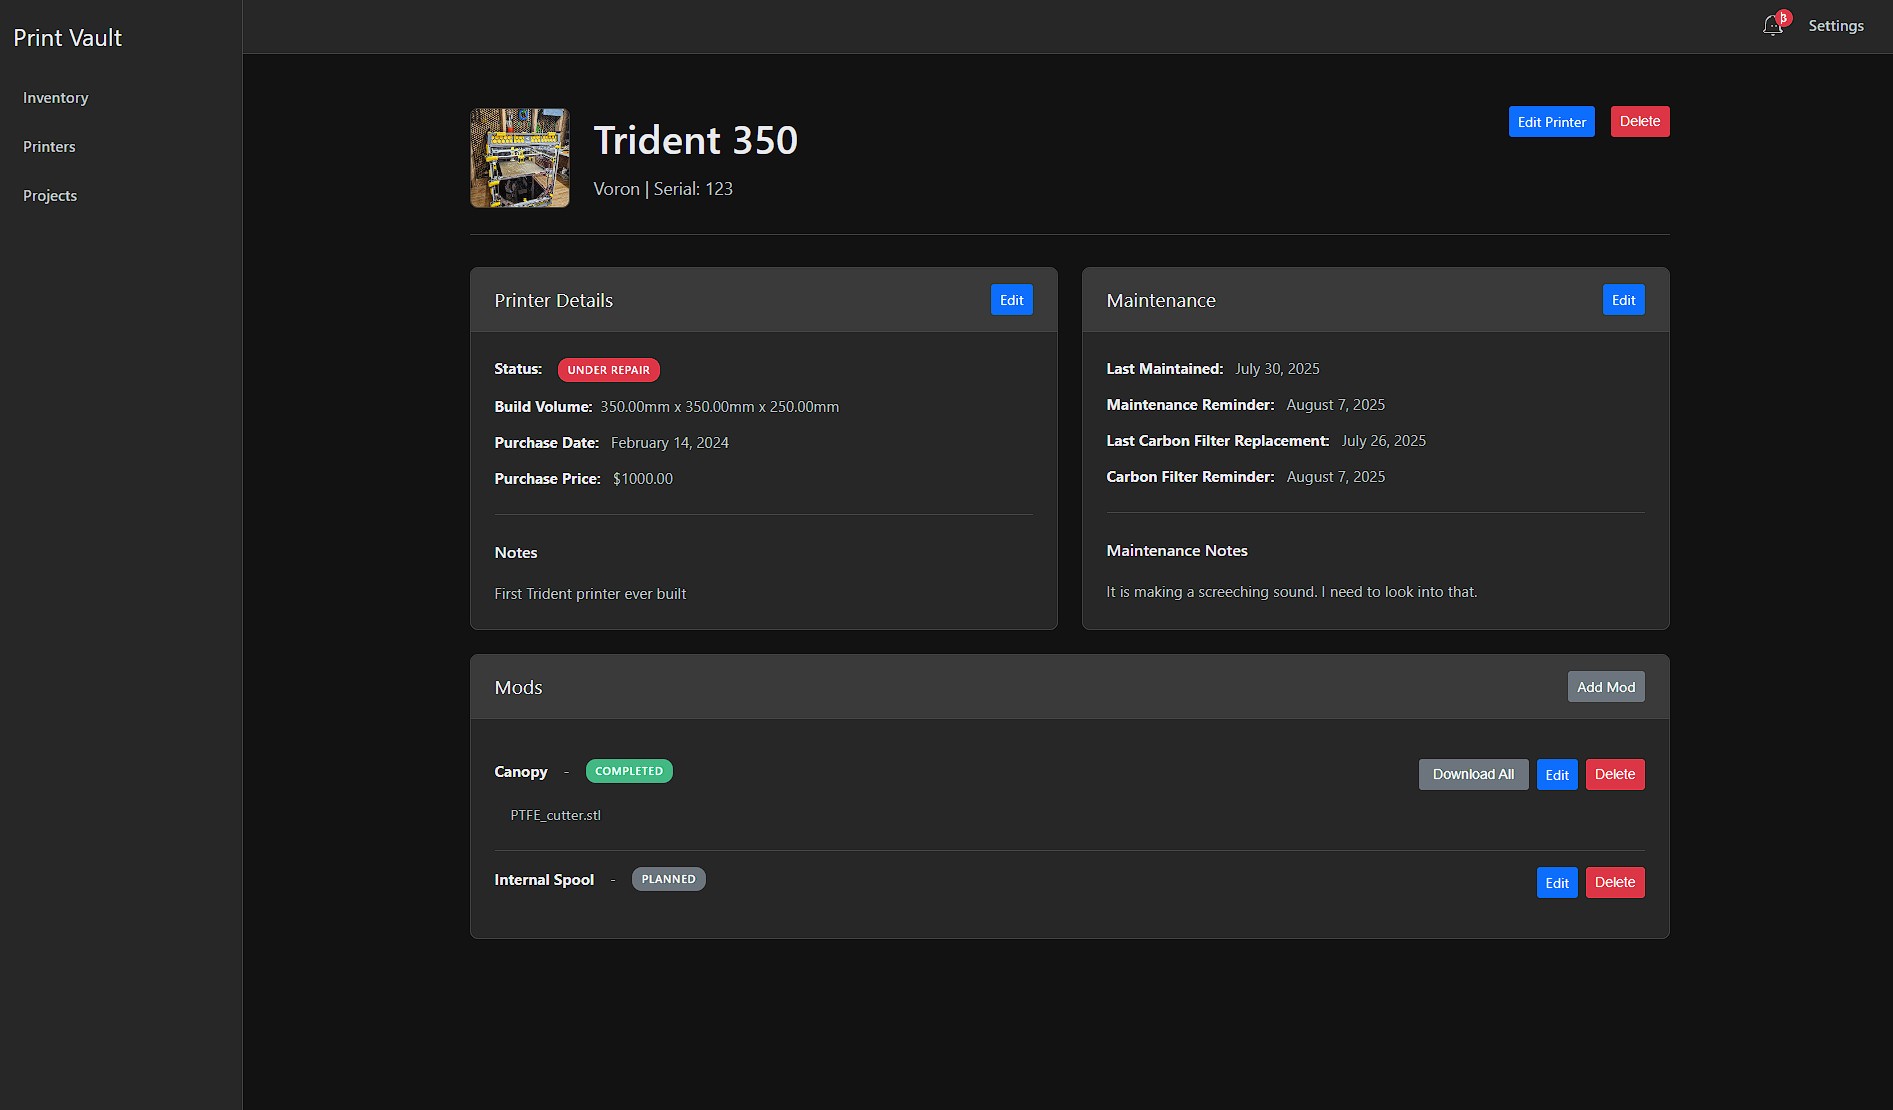 Print Vault
3
Settings
Inventory
Printers
Projects
Trident 350
Voron | Serial: 123
Edit Printer
Delete
Printer Details
Edit
Status: UNDER REPAIR
Build Volume: 350.00mm x 350.00mm x 250.00mm
Purchase Date: February 14, 2024
Purchase Price: $1000.00
Notes
First Trident printer ever built
Maintenance
Edit
Last Maintained: July 30, 2025
Maintenance Reminder: August 7, 2025
Last Carbon Filter Replacement: July 26, 2025
Carbon Filter Reminder: August 7, 2025
Maintenance Notes
It is making a screeching sound. I need to look into that.
Mods
Add Mod
Canopy - COMPLETED
Download All
Edit
Delete
PTFE_cutter.stl
Internal Spool - PLANNED
Edit
Delete